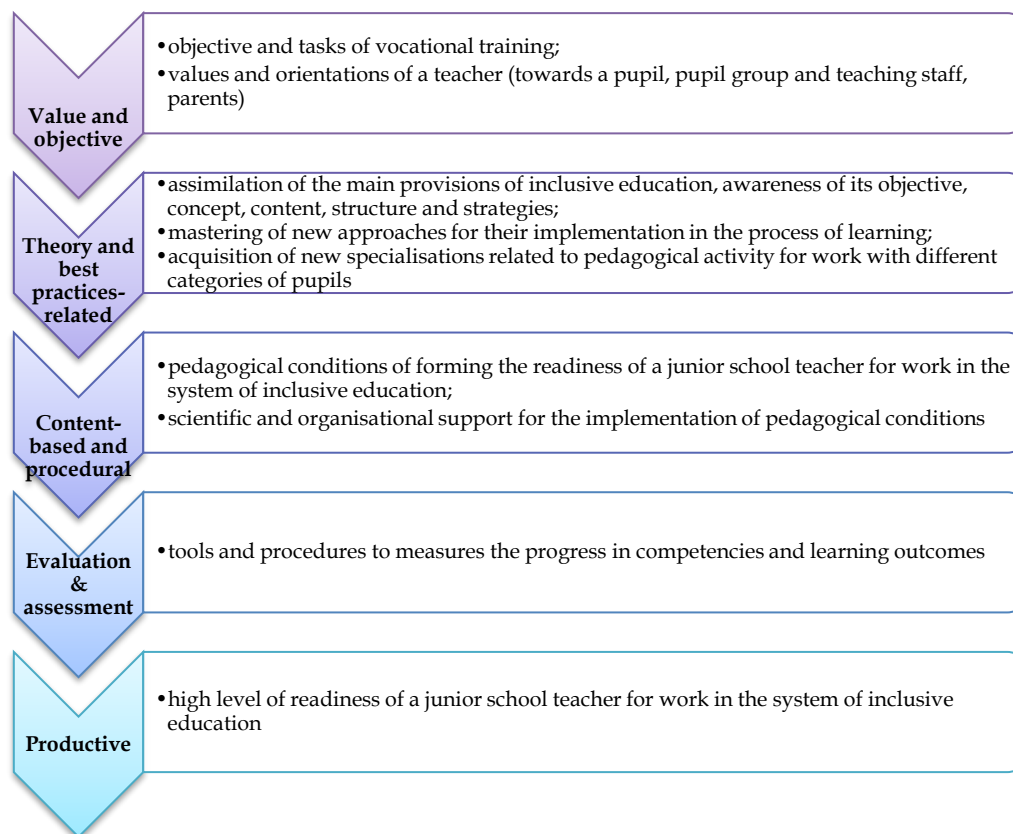 Value and
objective
•objective and tasks of vocational training;
•values and orientations of a teacher (towards a pupil, pupil group and teaching staff,
parents)
Theory and
best
practices-
related
•assimilation of the main provisions of inclusive education, awareness of its objective,
concept, content, structure and strategies;
•mastering of new approaches for their implementation in the process of learning;
•acquisition of new specialisations related to pedagogical activity for work with different
categories of pupils
Content-
based and
procedural
•pedagogical conditions of forming the readiness of a junior school teacher for work in the
system of inclusive education;
•scientific and organisational support for the implementation of pedagogical conditions
Evaluation
&
assessment
•tools and procedures to measures the progress in competencies and learning outcomes
Productive
•high level of readiness of a junior school teacher for work in the system of inclusive
education